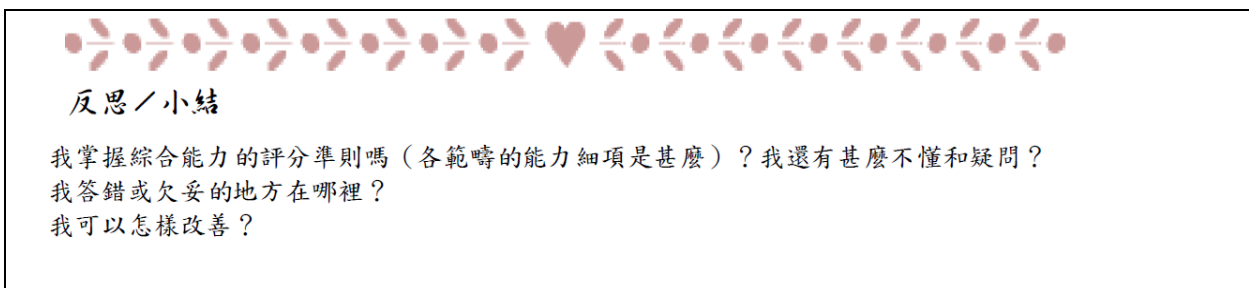 反思／小結
我掌握綜合能力的評分準則嗎（各範疇的能力細項是甚麼）？我還有甚麼不懂和疑問？
我答錯或欠妥的地方在哪裡？
我可以怎樣改善？